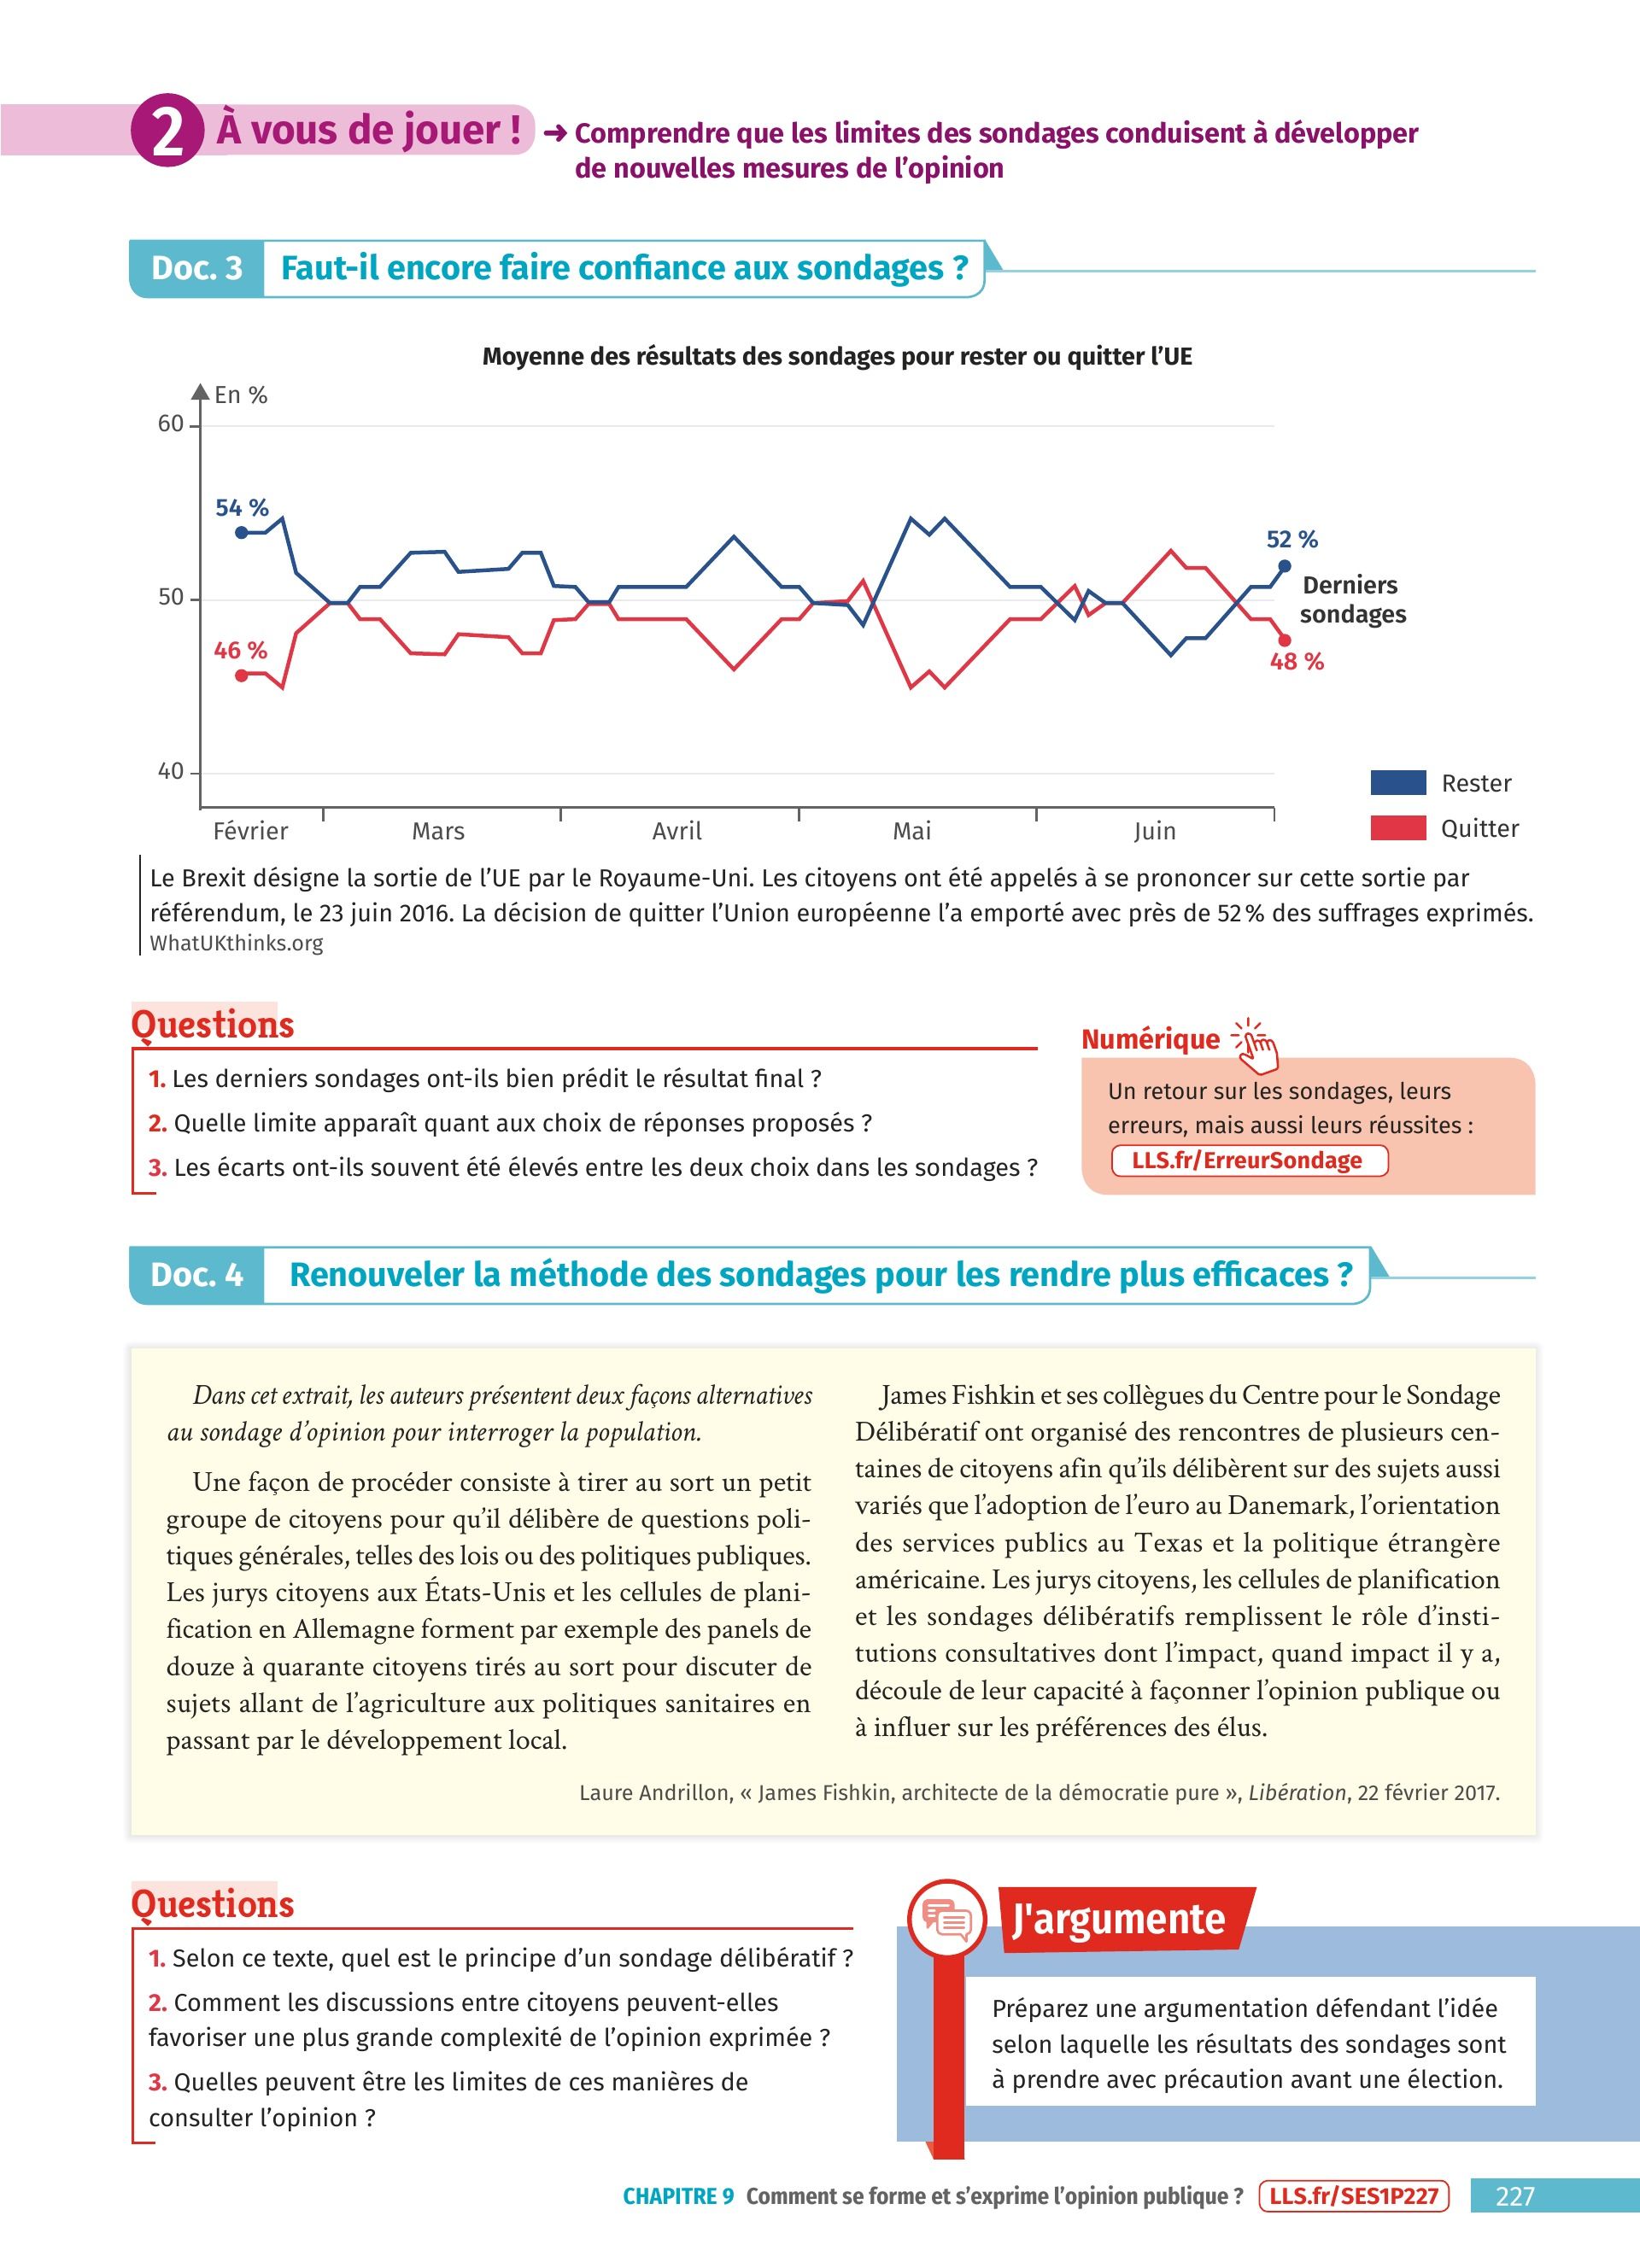 2 À vous de jouer ! → Comprendre que les limites des sondages conduisent à développer
de nouvelles mesures de l'opinion
Doc. 3 Faut-il encore faire confiance aux sondages ?
Moyenne des résultats des sondages pour rester ou quitter l'UE
En %
60
54 %
52 %
Derniers
50
sondages
46 %
48 %
40
Rester
Quitter
Février Mars Avril Mai Juin
Le Brexit désigne la sortie de l'UE par le Royaume-Uni. Les citoyens ont été appelés à se prononcer sur cette sortie par
référendum, le 23 juin 2016. La décision de quitter l'Union européenne l'a emporté avec près de 52 % des suffrages exprimés.
WhatUKthinks.org
Questions
1. Les derniers sondages ont-ils bien prédit le résultat final ?
2. Quelle limite apparaît quant aux choix de réponses proposés ?
3. Les écarts ont-ils souvent été élevés entre les deux choix dans les sondages ?
Numérique
Un retour sur les sondages, leurs
erreurs, mais aussi leurs réussites :
LLS.fr/ErreurSondage
Doc. 4 Renouveler la méthode des sondages pour les rendre plus efficaces ?
Dans cet extrait, les auteurs présentent deux façons alternatives
au sondage d'opinion pour interroger la population.
Une façon de procéder consiste à tirer au sort un petit
groupe de citoyens pour qu'il délibère de questions poli-
tiques générales, telles des lois ou des politiques publiques.
Les jurys citoyens aux États-Unis et les cellules de plani-
fication en Allemagne forment par exemple des panels de
douze à quarante citoyens tirés au sort pour discuter de
sujets allant de l'agriculture aux politiques sanitaires en
passant par le développement local.
James Fishkin et ses collègues du Centre pour le Sondage
Délibératif ont organisé des rencontres de plusieurs cen-
taines de citoyens afin qu'ils délibèrent sur des sujets aussi
variés que l'adoption de l'euro au Danemark, l'orientation
des services publics au Texas et la politique étrangère
américaine. Les jurys citoyens, les cellules de planification
et les sondages délibératifs remplissent le rôle d'insti-
tutions consultatives dont l'impact, quand impact il y a,
découle de leur capacité à façonner l'opinion publique ou
à influer sur les préférences des élus.
Laure Andrillon, « James Fishkin, architecte de la démocratie pure », Libération, 22 février 2017.
Questions
1. Selon ce texte, quel est le principe d'un sondage délibératif ?
2. Comment les discussions entre citoyens peuvent-elles
favoriser une plus grande complexité de l'opinion exprimée ?
3. Quelles peuvent être les limites de ces manières de
consulter l'opinion ?
J'argumente
Préparez une argumentation défendant l'idée
selon laquelle les résultats des sondages sont
à prendre avec précaution avant une élection.
CHAPITRE 9 Comment se forme et s'exprime l'opinion publique ? LLS.fr/SES1P227 227